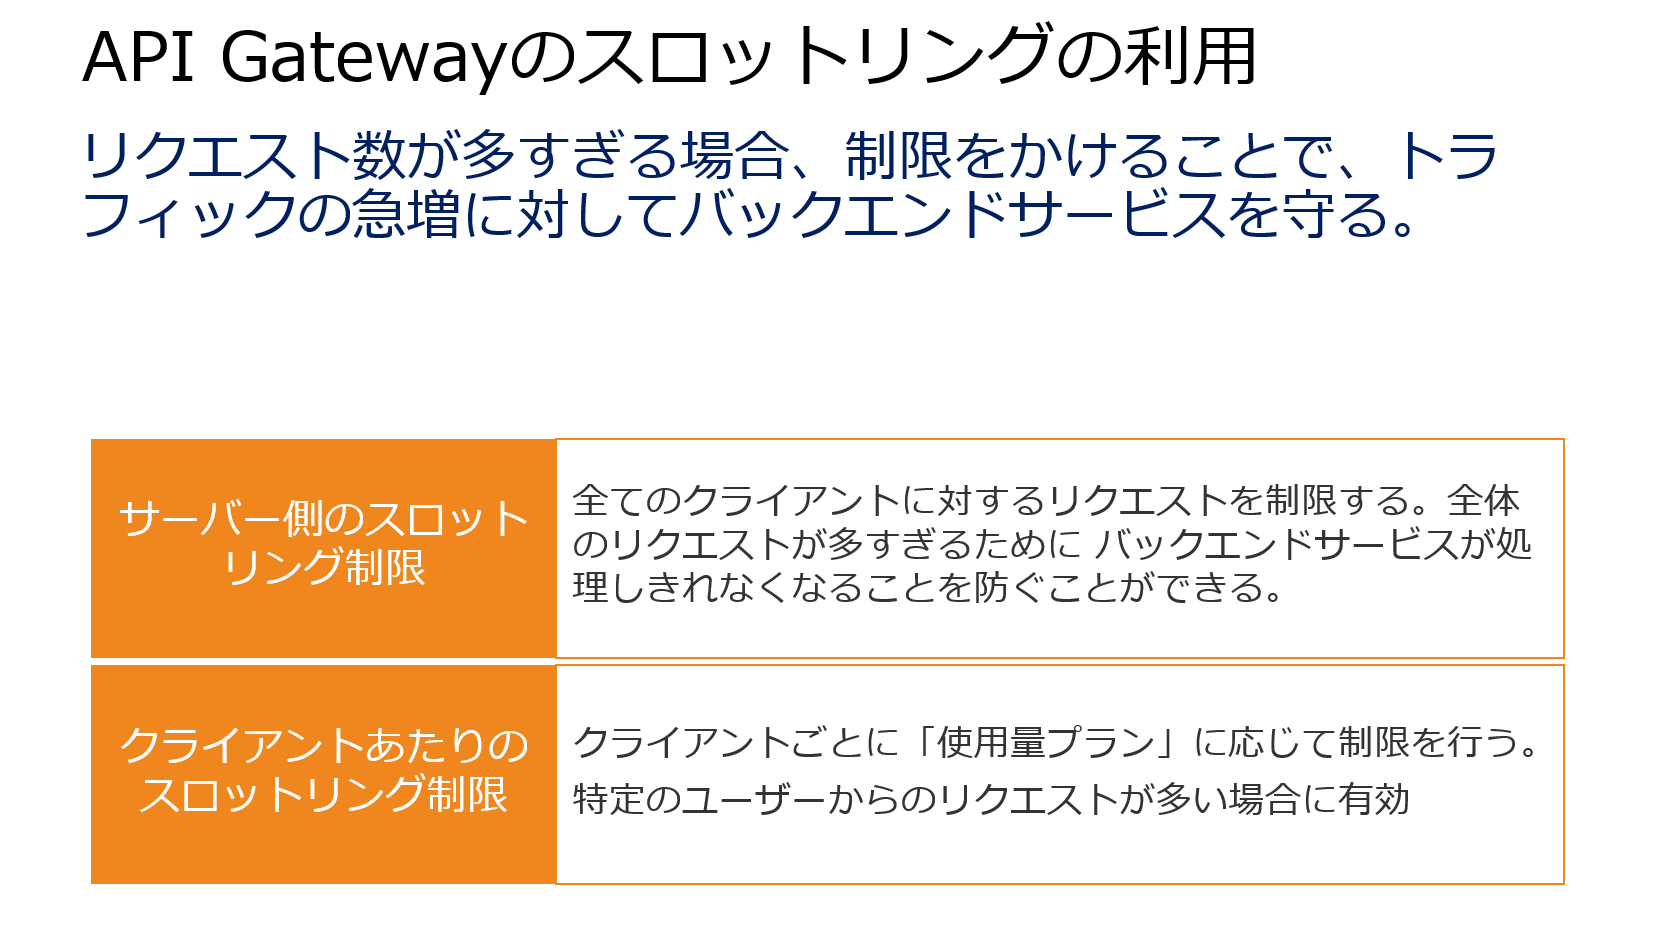 API Gatewayのスロットリングの利用
リクエスト数が多すぎる場合、制限をかけることで、トラ
フィックの急増に対してバックエンドサービスを守る。
サーバー側のスロット
リング制限
全てのクライアントに対するリクエストを制限する。全体
のリクエストが多すぎるために バックエンドサービスが処
理しきれなくなることを防ぐことができる。
クライアントあたりの
スロットリング制限
クライアントごとに「使用量プラン」に応じて制限を行う。
特定のユーザーからのリクエストが多い場合に有効